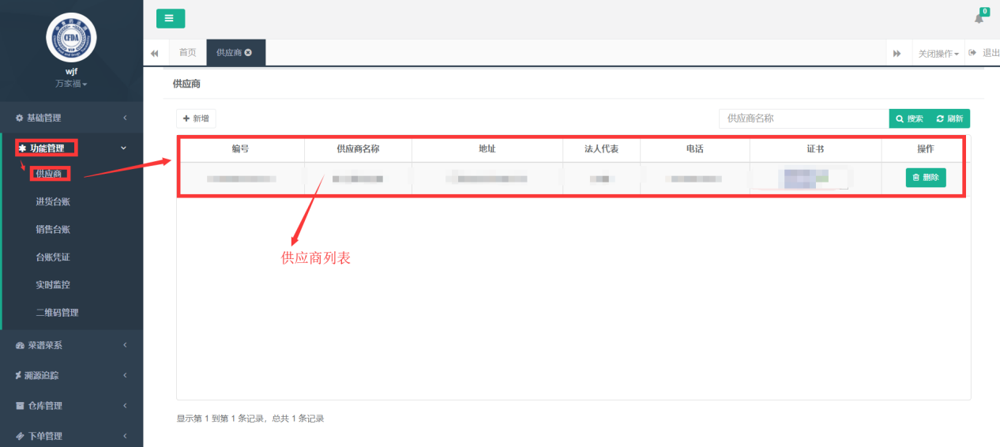 0
CFDA
wjf
万家福
基础管理
功能管理
供应商
进货台账
销售台账
台账凭证
实时监控
二维码管理
菜谱菜系
溯源追踪
仓库管理
下单管理
首页 供应商 关闭操作 退出
供应商
新增 供应商名称 搜索 刷新
编号 供应商名称 地址 法人代表 电话 证书 操作
删除
供应商列表
显示第 1 到第 1 条记录，总共 1 条记录